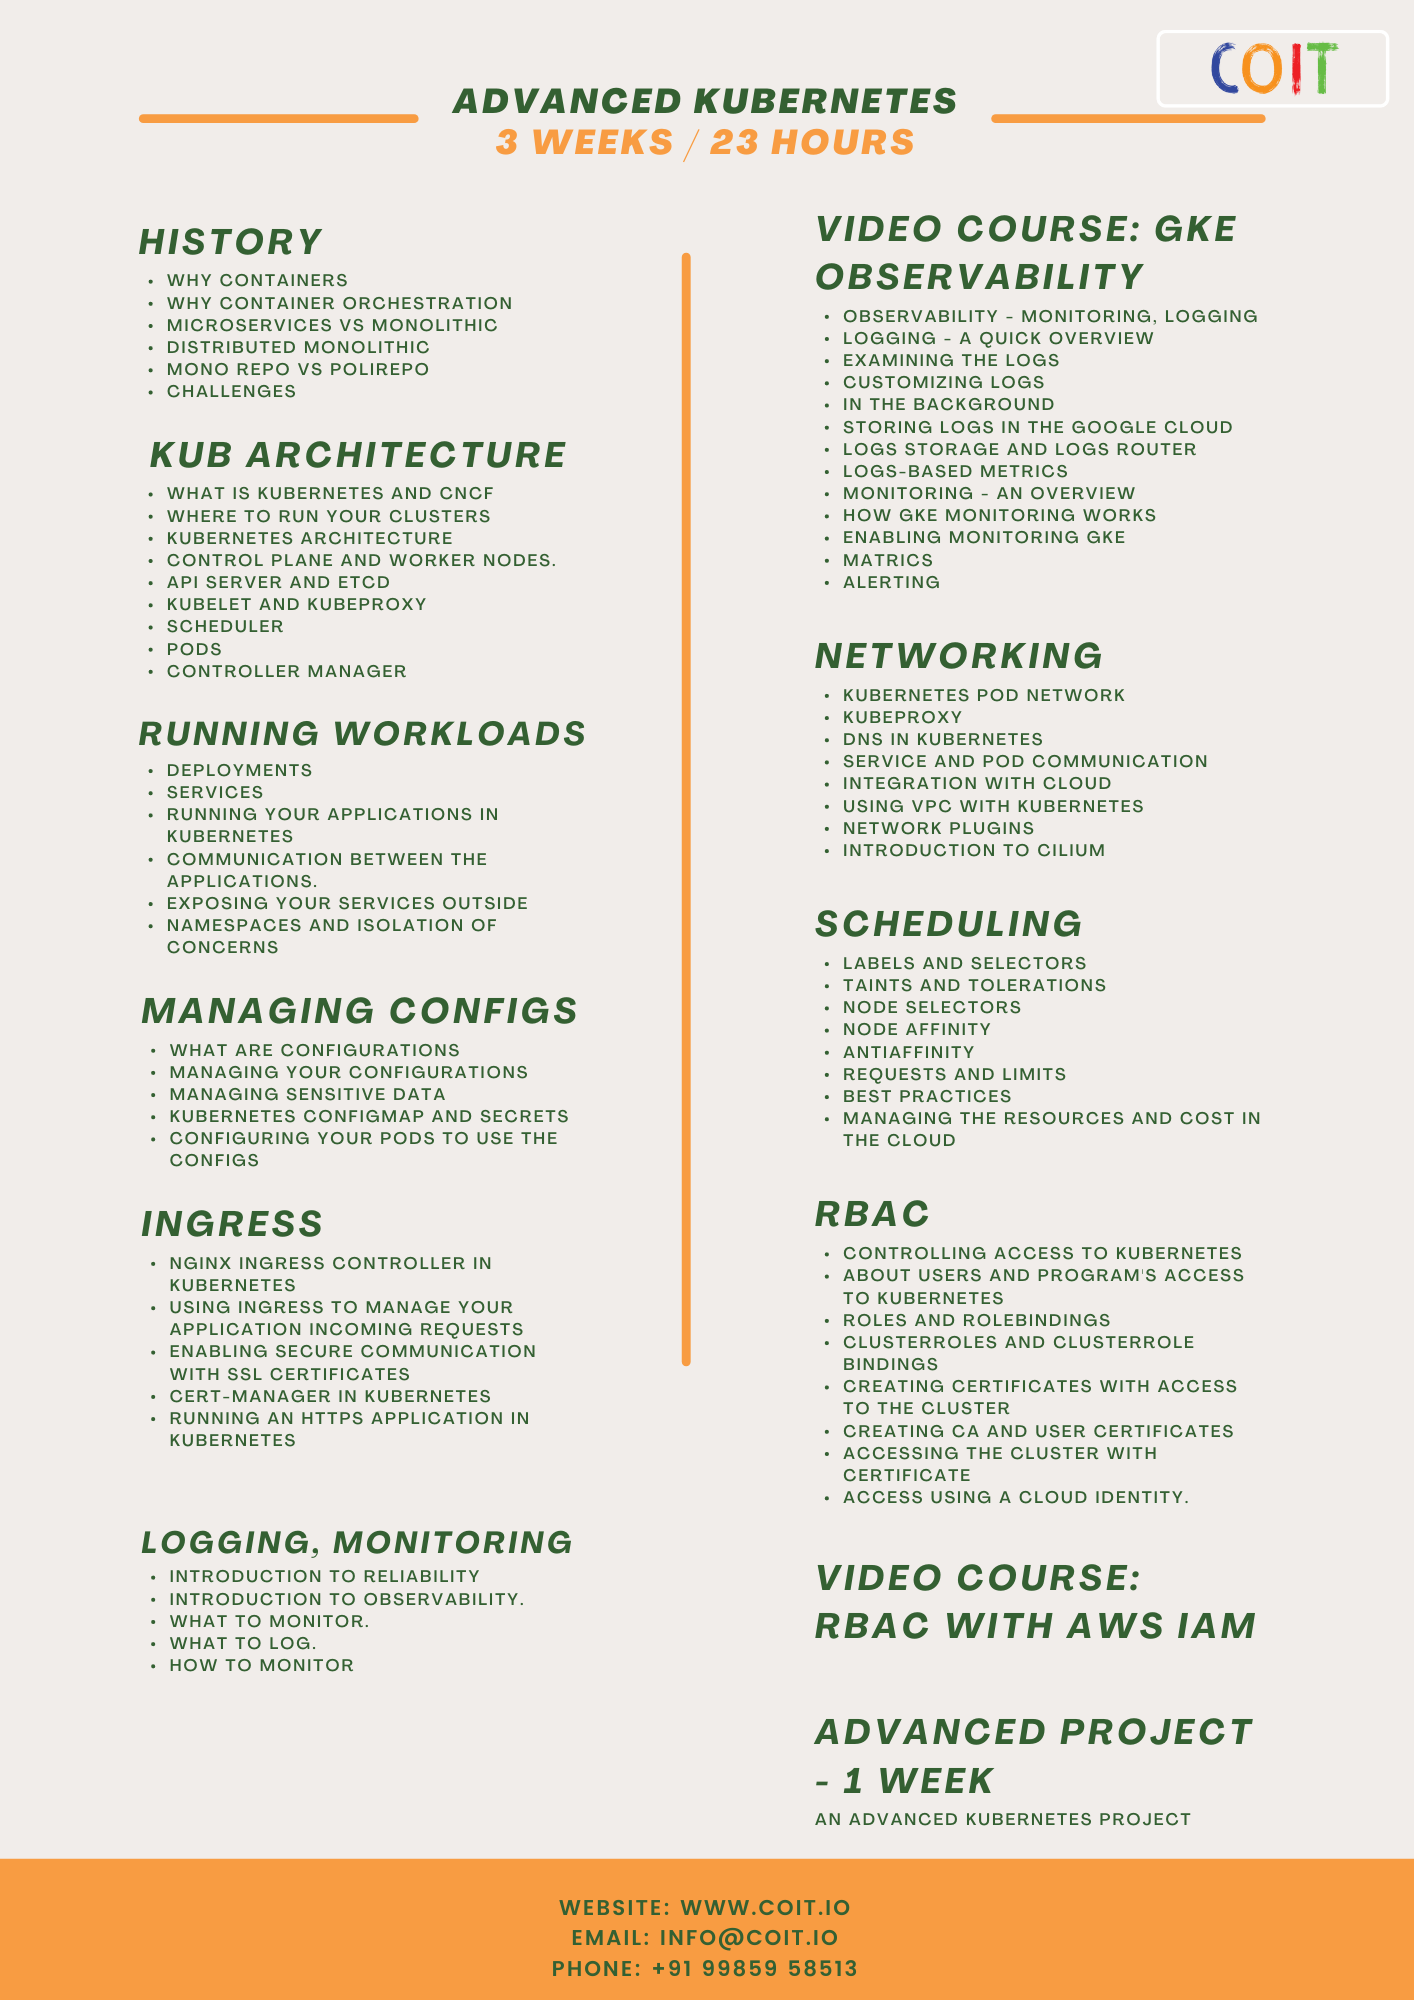 COIT
ADVANCED KUBERNETES
3 WEEKS / 23 HOURS
HISTORY
• WHY CONTAINERS
• WHY CONTAINER ORCHESTRATION
• MICROSERVICES VS MONOLITHIC
• DISTRIBUTED MONOLITHIC
• MONO REPO VS POLIREPO
• CHALLENGES
KUB ARCHITECTURE
• WHAT IS KUBERNETES AND CNCF
• WHERE TO RUN YOUR CLUSTERS
• KUBERNETES ARCHITECTURE
• CONTROL PLANE AND WORKER NODES.
• API SERVER AND ETCD
• KUBELET AND KUBEPROXY
• SCHEDULER
• PODS
• CONTROLLER MANAGER
RUNNING WORKLOADS
• DEPLOYMENTS
• SERVICES
• RUNNING YOUR APPLICATIONS IN
KUBERNETES
• COMMUNICATION BETWEEN THE
APPLICATIONS.
• EXPOSING YOUR SERVICES OUTSIDE
• NAMESPACES AND ISOLATION OF
CONCERNS
MANAGING CONFIGS
• WHAT ARE CONFIGURATIONS
• MANAGING YOUR CONFIGURATIONS
• MANAGING SENSITIVE DATA
• KUBERNETES CONFIGMAP AND SECRETS
• CONFIGURING YOUR PODS TO USE THE
CONFIGS
INGRESS
• NGINX INGRESS CONTROLLER IN
KUBERNETES
• USING INGRESS TO MANAGE YOUR
APPLICATION INCOMING REQUESTS
• ENABLING SECURE COMMUNICATION
WITH SSL CERTIFICATES
• CERT-MANAGER IN KUBERNETES
• RUNNING AN HTTPS APPLICATION IN
KUBERNETES
LOGGING, MONITORING
• INTRODUCTION TO RELIABILITY
• INTRODUCTION TO OBSERVABILITY.
• WHAT TO MONITOR.
• WHAT TO LOG.
• HOW TO MONITOR
VIDEO COURSE: GKE
OBSERVABILITY
• OBSERVABILITY - MONITORING, LOGGING
• LOGGING - A QUICK OVERVIEW
• EXAMINING THE LOGS
• CUSTOMIZING LOGS
• IN THE BACKGROUND
• STORING LOGS IN THE GOOGLE CLOUD
• LOGS STORAGE AND LOGS ROUTER
• LOGS-BASED METRICS
• MONITORING - AN OVERVIEW
• HOW GKE MONITORING WORKS
• ENABLING MONITORING GKE
• MATRICS
• ALERTING
NETWORKING
• KUBERNETES POD NETWORK
• KUBEPROXY
• DNS IN KUBERNETES
• SERVICE AND POD COMMUNICATION
• INTEGRATION WITH CLOUD
• USING VPC WITH KUBERNETES
• NETWORK PLUGINS
• INTRODUCTION TO CILIUM
SCHEDULING
• LABELS AND SELECTORS
• TAINTS AND TOLERATIONS
• NODE SELECTORS
• NODE AFFINITY
• ANTIAFFINITY
• REQUESTS AND LIMITS
• BEST PRACTICES
• MANAGING THE RESOURCES AND COST IN
THE CLOUD
RBAC
• CONTROLLING ACCESS TO KUBERNETES
• ABOUT USERS AND PROGRAM'S ACCESS
TO KUBERNETES
• ROLES AND ROLEBINDINGS
• CLUSTERROLES AND CLUSTERROLE
BINDINGS
• CREATING CERTIFICATES WITH ACCESS
TO THE CLUSTER
• CREATING CA AND USER CERTIFICATES
• ACCESSING THE CLUSTER WITH
CERTIFICATE
• ACCESS USING A CLOUD IDENTITY.
VIDEO COURSE:
RBAC WITH AWS IAM
ADVANCED PROJECT
- 1 WEEK
AN ADVANCED KUBERNETES PROJECT
WEBSITE: WWW.COIT.IO
EMAIL: INFO@COIT.IO
PHONE: +91 99859 58513